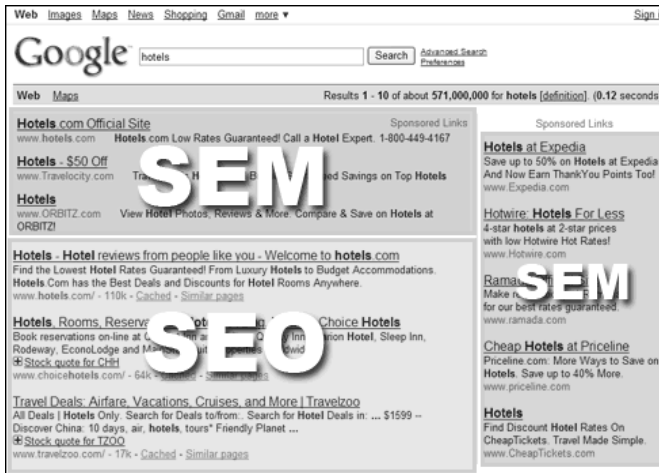 Web Images Maps News Shopping Gmail more ▼ Sign
Google
hotels
Search
Advanced Search
Preferences
Web Maps
Results 1 - 10 of about 571,000,000 for hotels [definition]. (0.12 seconds
Hotels.com Official Site
Sponsored Links
www.hotels.com Hotels.com Low Rates Guaranteed! Call a Hotel Expert. 1-800-449-4167
Hotels - $50 Off
www.Travelocity.com Savings on Top Hotels
Hotels
www.ORBITZ.com View Hotel Photos, Reviews & More. Compare & Save on Hotels at
ORBITZ!
SEM
Hotels - Hotel reviews from people like you - Welcome to hotels.com
Find the Lowest Hotel Rates Guaranteed! From Luxury Hotels to Budget Accommodations.
Hotels.Com has the Best Deals and Discounts for Hotel Rooms Anywhere.
www.hotels.com/ - 110k - Cached - Similar pages
Hotels, Rooms, Choice Hotels
Book reservations on-line at Hotel, Sleep Inn,
Rodeway, EconoLodge and
Stock quote for CHH
www.choicehotels.com/ - 64k - Cached - Similar pages
SEO
Travel Deals: Airfare, Vacations, Cruises, and More | Travelzoo
All Deals | Hotels Only. Search for Deals to/from:. Search for Hotel Deals in: ... $1599 --
Discover China: 10 days, air, hotels, tours* Friendly Planet ...
Stock quote for TZOO
www.travelzoo.com/ - 17k - Cached - Similar pages
Sponsored Links
Hotels at Expedia
Save up to 50% on Hotels at Expedia
And Now Earn ThankYou Points Too!
www.Expedia.com
Hotwire: Hotels For Less
4-star hotels at 2-star prices
with low Hotwire Hot Rates!
www.Hotwire.com
Make
for our best rates guaranteed.
www.ramada.com
SEM
Cheap Hotels at Priceline
Priceline.com: More Ways to Save on
Hotels. Save up to 40% More.
www.priceline.com
Hotels
Find Discount Hotel Rates On
CheapTickets. Travel Made Simple.
www.CheapTickets.com